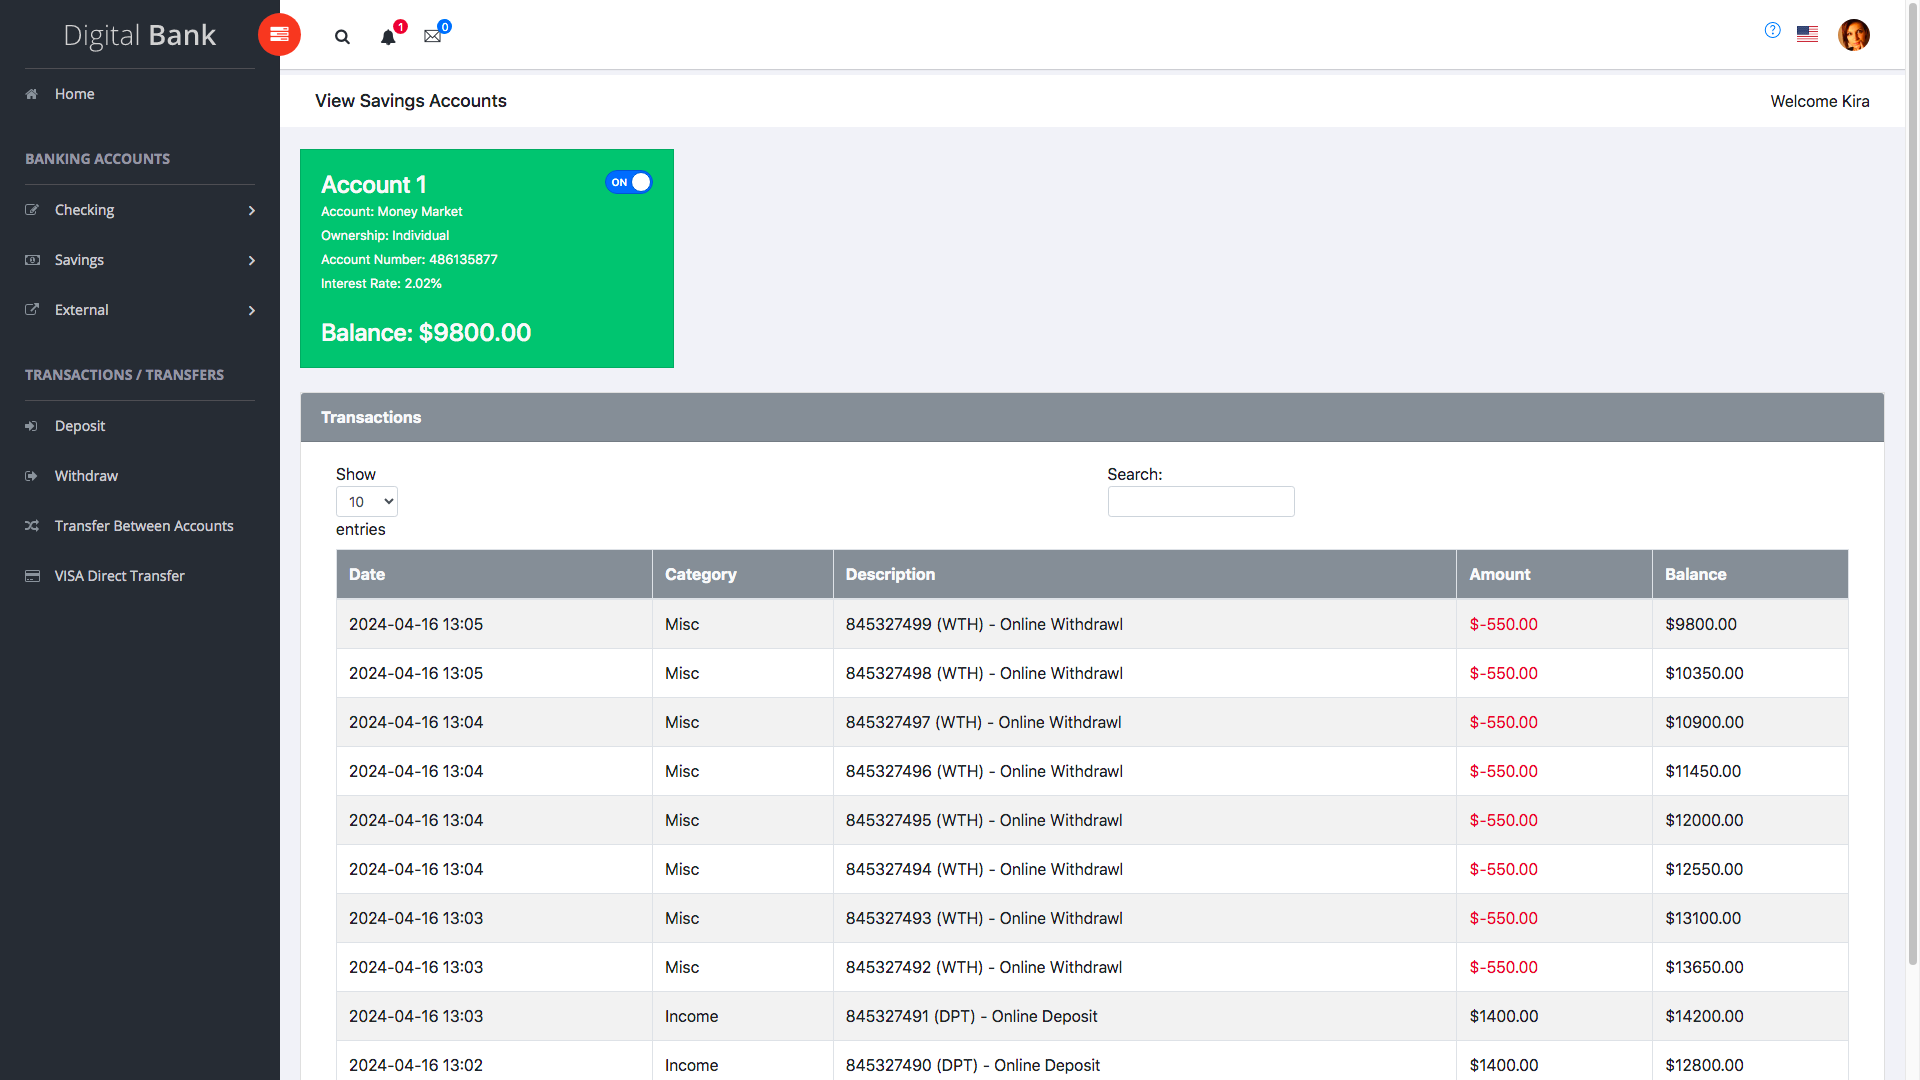 Digital Bank
1
0
?
Home
View Savings Accounts
Welcome Kira
BANKING ACCOUNTS
Checking
Savings
External
TRANSACTIONS / TRANSFERS
Deposit
Withdraw
Transfer Between Accounts
VISA Direct Transfer
Account 1
ON
Account: Money Market
Ownership: Individual
Account Number: 486135877
Interest Rate: 2.02%
Balance: $9800.00
Transactions
Show
10
entries
Search:
Date Category Description Amount Balance
2024-04-16 13:05 Misc 845327499 (WTH) - Online Withdrawl $-550.00 $9800.00
2024-04-16 13:05 Misc 845327498 (WTH) - Online Withdrawl $-550.00 $10350.00
2024-04-16 13:04 Misc 845327497 (WTH) - Online Withdrawl $-550.00 $10900.00
2024-04-16 13:04 Misc 845327496 (WTH) - Online Withdrawl $-550.00 $11450.00
2024-04-16 13:04 Misc 845327495 (WTH) - Online Withdrawl $-550.00 $12000.00
2024-04-16 13:04 Misc 845327494 (WTH) - Online Withdrawl $-550.00 $12550.00
2024-04-16 13:03 Misc 845327493 (WTH) - Online Withdrawl $-550.00 $13100.00
2024-04-16 13:03 Misc 845327492 (WTH) - Online Withdrawl $-550.00 $13650.00
2024-04-16 13:03 Income 845327491 (DPT) - Online Deposit $1400.00 $14200.00
2024-04-16 13:02 Income 845327490 (DPT) - Online Deposit $1400.00 $12800.00